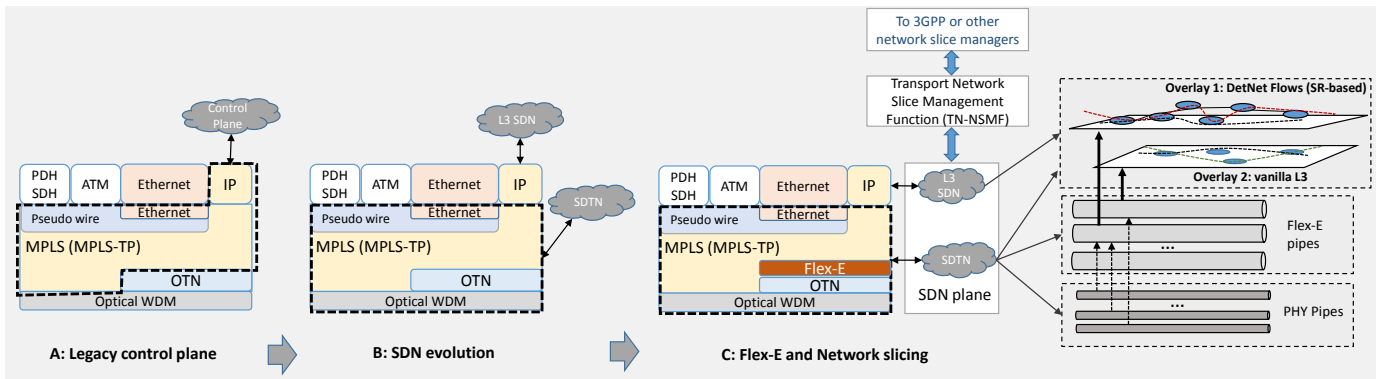 Control
Plane
PDH
SDH
ATM
Ethernet
IP
Ethernet
Pseudo wire
MPLS (MPLS-TP)
OTN
Optical WDM
A: Legacy control plane
L3 SDN
PDH
SDH
ATM
Ethernet
IP
SDTN
Ethernet
Pseudo wire
MPLS (MPLS-TP)
OTN
Optical WDM
B: SDN evolution
To 3GPP or other
network slice managers
Transport Network
Slice Management
Function (TN-NSMF)
PDH
SDH
ATM
Ethernet
IP
L3
SDN
Ethernet
Pseudo wire
MPLS (MPLS-TP)
SDTN
Flex-E
OTN
Optical WDM
SDN plane
C: Flex-E and Network slicing
Overlay 1: DetNet Flows (SR-based)
Overlay 2: vanilla L3
Flex-E
pipes
...
PHY Pipes
...